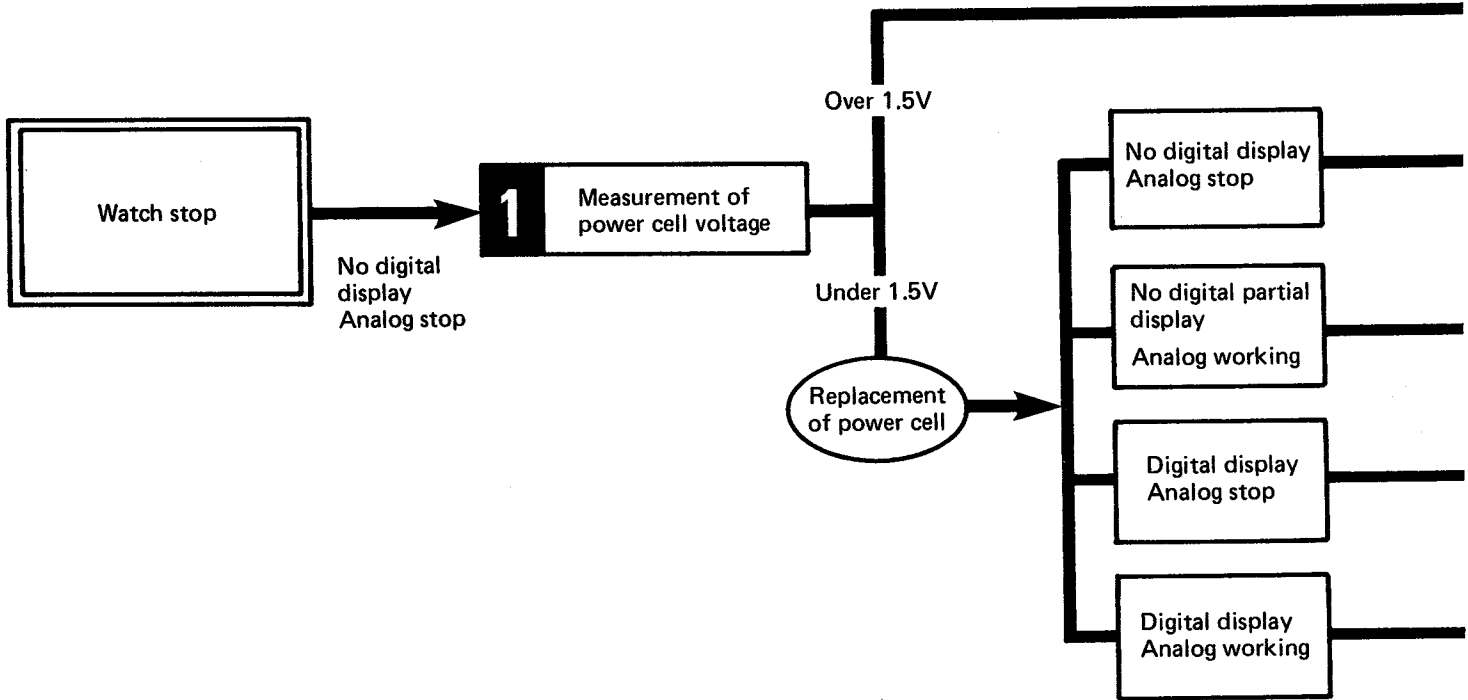 Watch stop
No digital
display
Analog stop
1
Measurement of
power cell voltage
Over 1.5V
Under 1.5V
Replacement
of power cell
No digital display
Analog stop
No digital partial
display
Analog working
Digital display
Analog stop
Digital display
Analog working